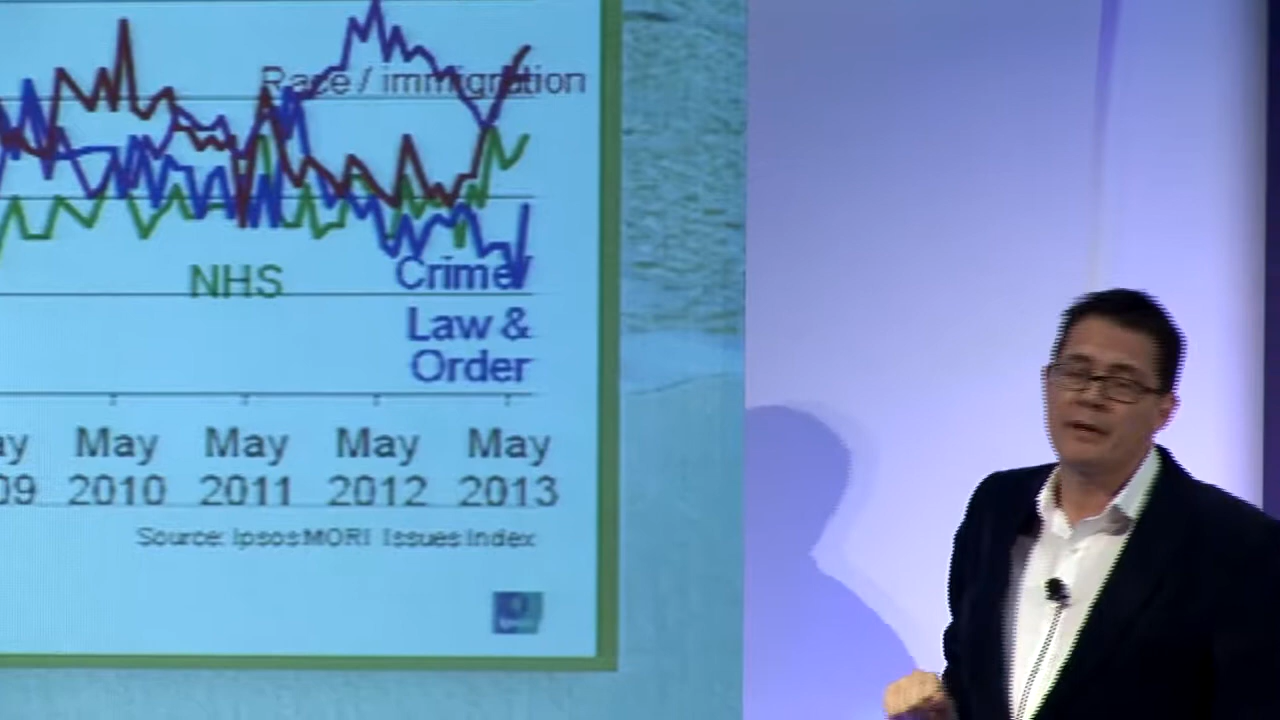 Race / immigration
NHS
Crime/
Law &
Order
May May May May
09 2010 2011 2012 2013
Source: Ipsos MORI Issues Index